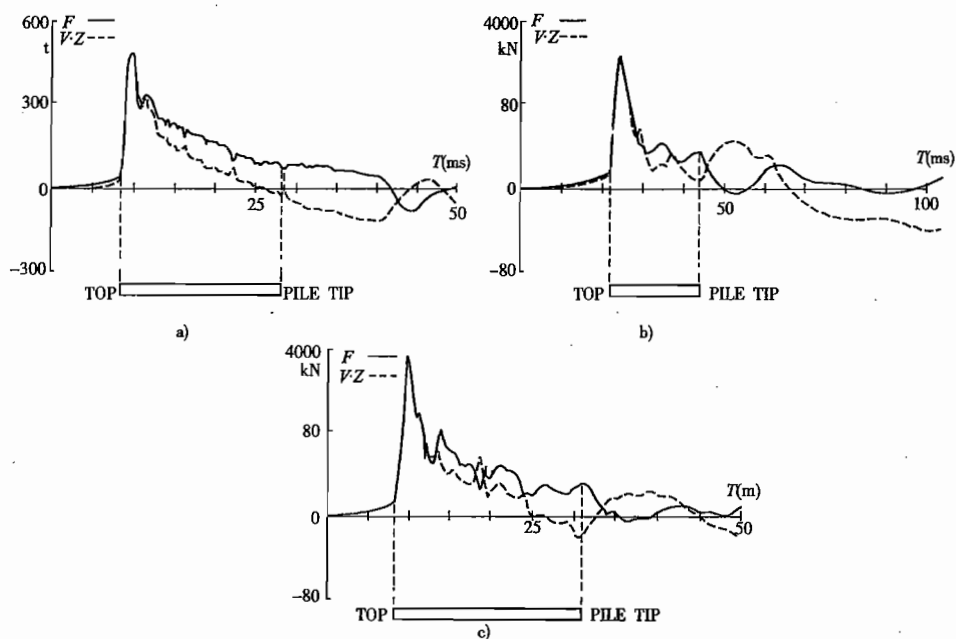 600
t
F
V·Z
300
0
-300
T(ms)
25
50
TOP
PILE TIP
a)
4000
kN
F
V·Z
80
0
-80
T(ms)
50
100
TOP
PILE TIP
b)
4000
kN
F
V·Z
80
0
-80
T(m)
25
50
TOP
PILE TIP
c)